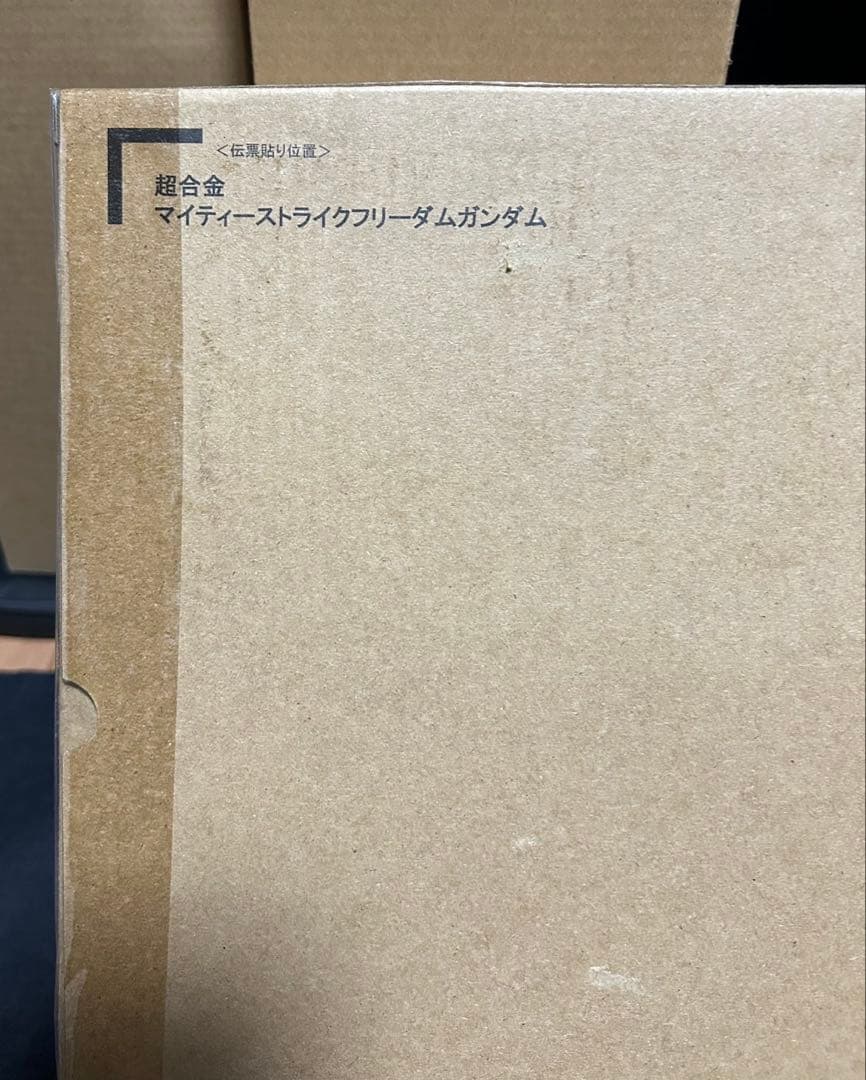 <伝票貼り位置>
超合金
マイティーストライクフリーダムガンダム